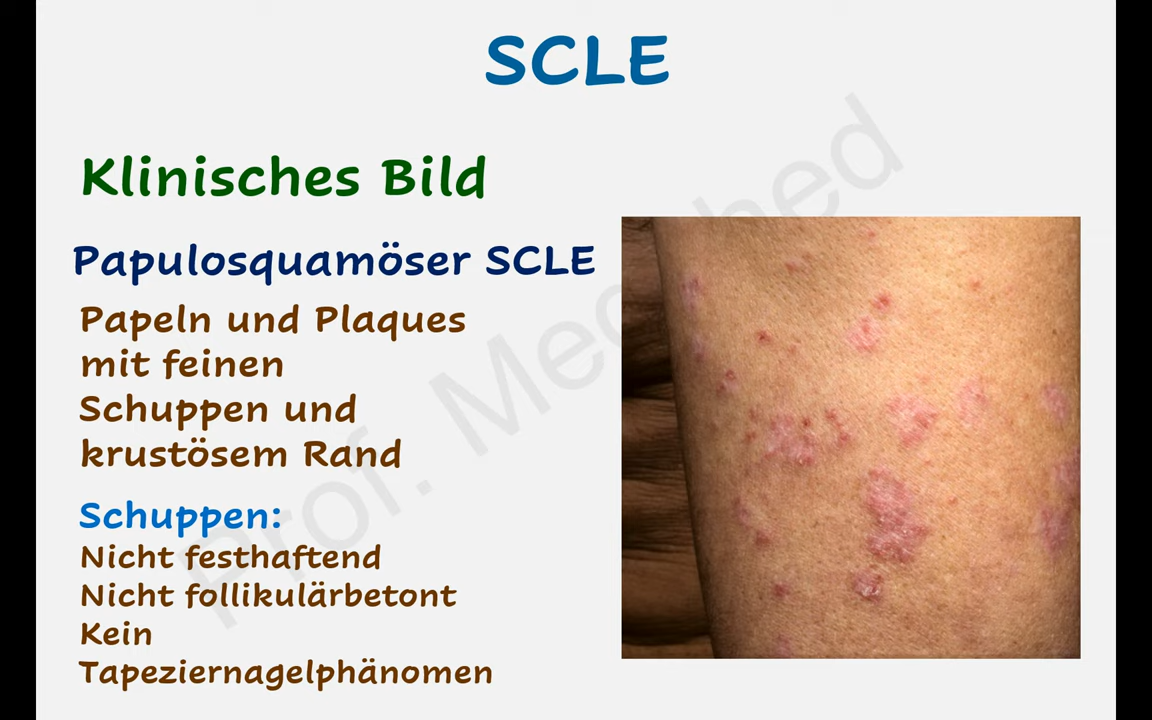 SCLE
Klinisches Bild
Papulosquamöser SCLE
Papeln und Plaques
mit feinen
Schuppen und
krustösem Rand
Schuppen:
Nicht festhaftend
Nicht follikulärbetont
Kein
Tapeziernagelphänomen
Prof.